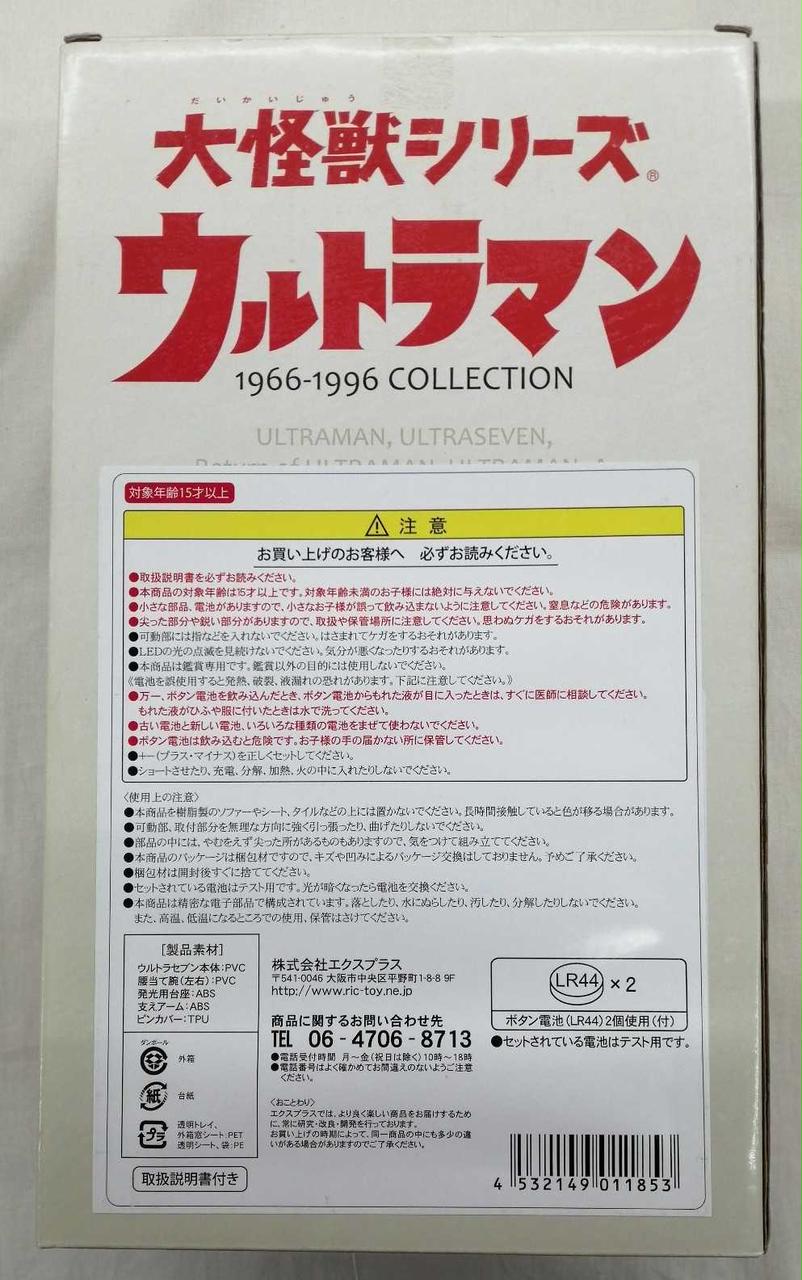 だいかいじゅう
大怪獣シリーズ®
ウルトラマン
1966-1996 COLLECTION
ULTRAMAN, ULTRASEVEN,
Return of ULTRAMAN, ULTRAMAN A
対象年齢15才以上
⚠ 注意
お買い上げのお客様へ 必ずお読みください。
●取扱説明書を必ずお読みください。
●本商品の対象年齢は15才以上です。対象年齢未満のお子様には絶対に与えないでください。
●小さな部品、電池がありますので、小さなお子様が誤って飲み込まないように注意してください。窒息などの危険があります。
●尖った部分や鋭い部分がありますので、取扱や保管場所に注意してください。思わぬケガをするおそれがあります。
●可動部には指などを入れないでください。はさまれてケガをするおそれがあります。
●LEDの光の点滅を見続けないでください。気分が悪くなったりするおそれがあります。
●本商品は鑑賞専用です。鑑賞以外の目的には使用しないでください。
《電池を誤使用すると発熱、破裂、液漏れの恐れがあります。下記に注意してください。》
●万一、ボタン電池を飲み込んだとき、ボタン電池からもれた液が目に入ったときは、すぐに医師に相談してください。
もれた液がひふや服に付いたときは水で洗ってください。
●古い電池と新しい電池、いろいろな種類の電池をまぜて使わないでください。
●ボタン電池は飲み込むと危険です。お子様の手の届かない所に保管してください。
●+−(プラス・マイナス)を正しくセットしてください。
●ショートさせたり、充電、分解、加熱、火の中に入れたりしないでください。
〈使用上の注意〉
●本商品を樹脂製のソファーやシート、タイルなどの上には置かないでください。長時間接触していると色が移る場合があります。
●可動部、取付部分を無理な方向に強く引っ張ったり、曲げたりしないでください。
●部品の中には、やむをえず尖った所があるものもありますので、気をつけて組み立ててください。
●本商品のパッケージは梱包材ですので、キズや凹みによるパッケージ交換はしておりません。予めご了承ください。
●梱包材は開封後すぐに捨ててください。
●セットされている電池はテスト用です。光が暗くなったら電池を交換ください。
●本商品は精密な電子部品で構成されています。落としたり、水にぬらしたり、汚したり、分解したりしないでください。
また、高温、低温になるところでの使用、保管はさけてください。
[製品素材]
ウルトラセブン本体:PVC
腰当て腕(左右):PVC
発光用台座:ABS
支えアーム:ABS
ピンカバー:TPU
ダンボール
外箱
紙
台紙
プラ
透明トレイ、
外箱窓シート:PET
透明シート、袋:PE
取扱説明書付き
株式会社エクスプラス
〒541-0046 大阪市中央区平野町1-8-8 9F
http://www.ric-toy.ne.jp
商品に関するお問い合わせ先
TEL 06-4706-8713
●電話受付時間 月〜金(祝日は除く)10時〜18時
●電話番号はよく確かめてお間違えのないようご注意
ください。
〈おことわり〉
エクスプラスでは、より良く楽しい商品をお届けするため
に、常に研究・改良・開発を行っております。
お買い上げの時期によって、同一商品の中にも多少の違
いがある場合がありますのでご了承ください。
LR44 ×2
ボタン電池(LR44)2個使用(付)
●セットされている電池はテスト用です。
4 532149 011853